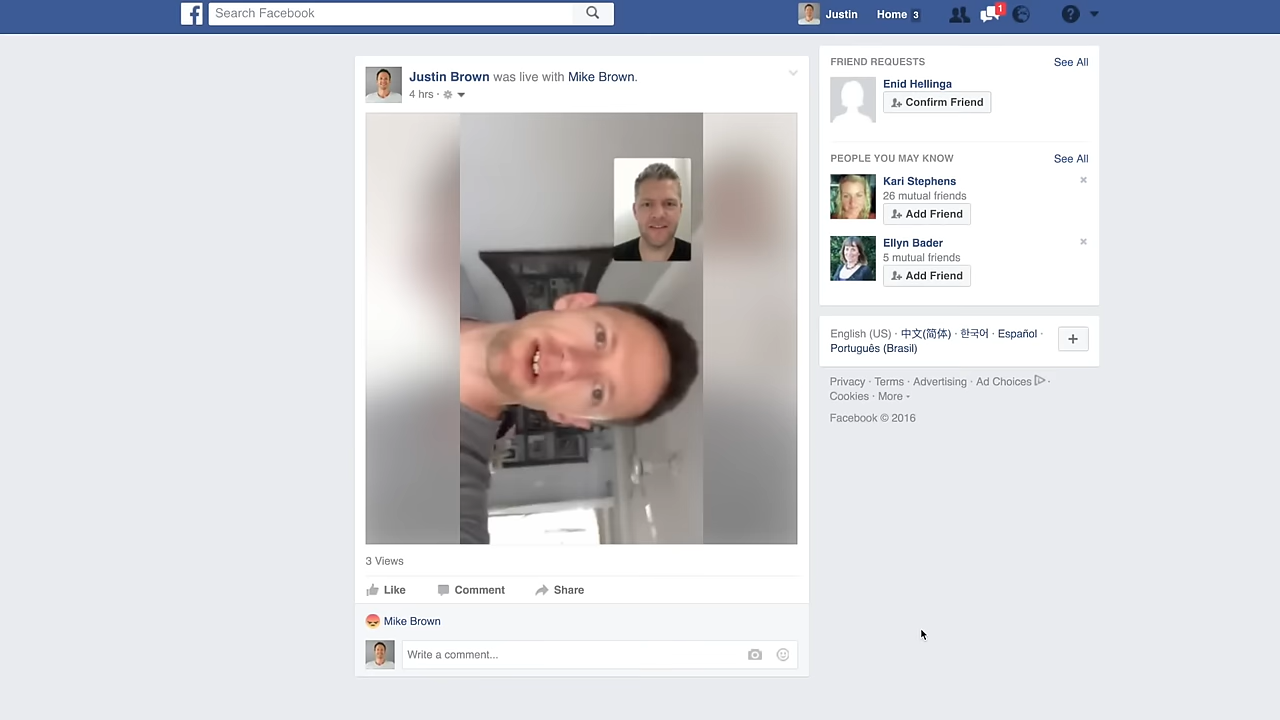 Search Facebook
Justin
Home 3
1
Justin Brown was live with Mike Brown.
4 hrs ·
3 Views
Like
Comment
Share
Mike Brown
Write a comment...
FRIEND REQUESTS
See All
Enid Hellinga
Confirm Friend
PEOPLE YOU MAY KNOW
See All
Kari Stephens
26 mutual friends
Add Friend
Ellyn Bader
5 mutual friends
Add Friend
English (US) · 中文(简体) · 한국어 · Español ·
Português (Brasil)
Privacy · Terms · Advertising · Ad Choices ·
Cookies · More
Facebook © 2016